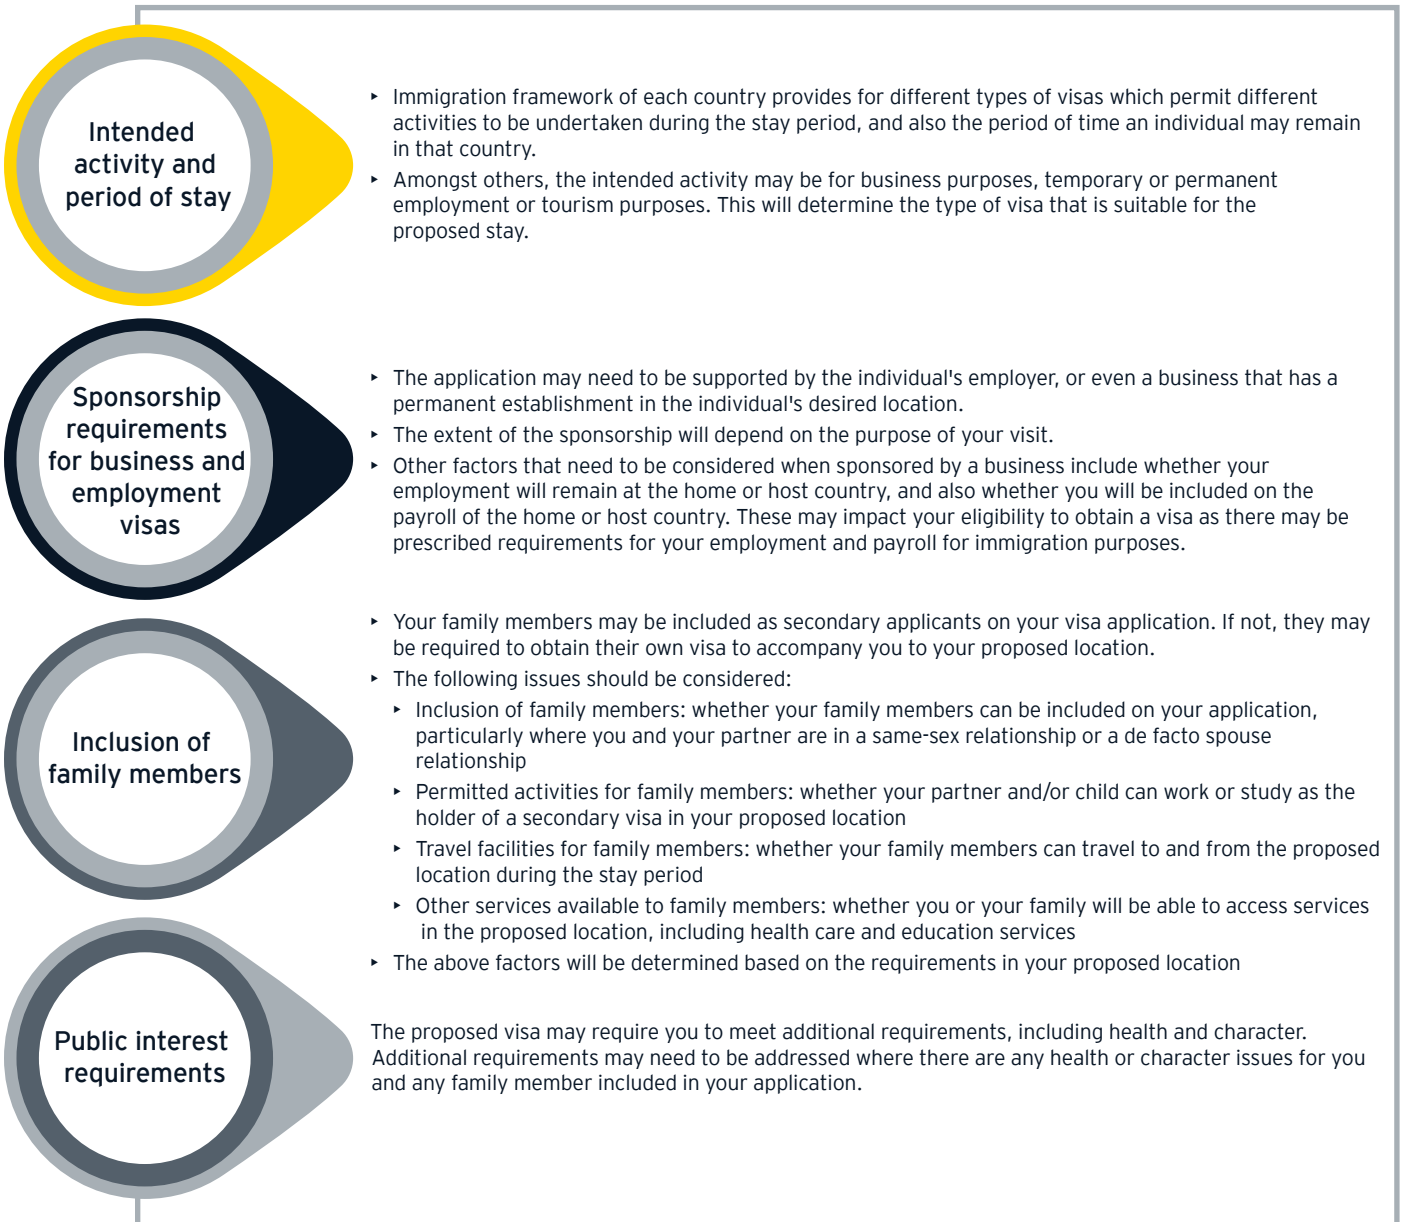 Intended
activity and
period of stay
‣ Immigration framework of each country provides for different types of visas which permit different
activities to be undertaken during the stay period, and also the period of time an individual may remain
in that country.
‣ Amongst others, the intended activity may be for business purposes, temporary or permanent
employment or tourism purposes. This will determine the type of visa that is suitable for the
proposed stay.
Sponsorship
requirements
for business and
employment
visas
‣ The application may need to be supported by the individual's employer, or even a business that has a
permanent establishment in the individual's desired location.
‣ The extent of the sponsorship will depend on the purpose of your visit.
‣ Other factors that need to be considered when sponsored by a business include whether your
employment will remain at the home or host country, and also whether you will be included on the
payroll of the home or host country. These may impact your eligibility to obtain a visa as there may be
prescribed requirements for your employment and payroll for immigration purposes.
Inclusion of
family members
‣ Your family members may be included as secondary applicants on your visa application. If not, they may
be required to obtain their own visa to accompany you to your proposed location.
‣ The following issues should be considered:
‣ Inclusion of family members: whether your family members can be included on your application,
particularly where you and your partner are in a same-sex relationship or a de facto spouse
relationship
‣ Permitted activities for family members: whether your partner and/or child can work or study as the
holder of a secondary visa in your proposed location
‣ Travel facilities for family members: whether your family members can travel to and from the proposed
location during the stay period
‣ Other services available to family members: whether you or your family will be able to access services
in the proposed location, including health care and education services
‣ The above factors will be determined based on the requirements in your proposed location
Public interest
requirements
The proposed visa may require you to meet additional requirements, including health and character.
Additional requirements may need to be addressed where there are any health or character issues for you
and any family member included in your application.